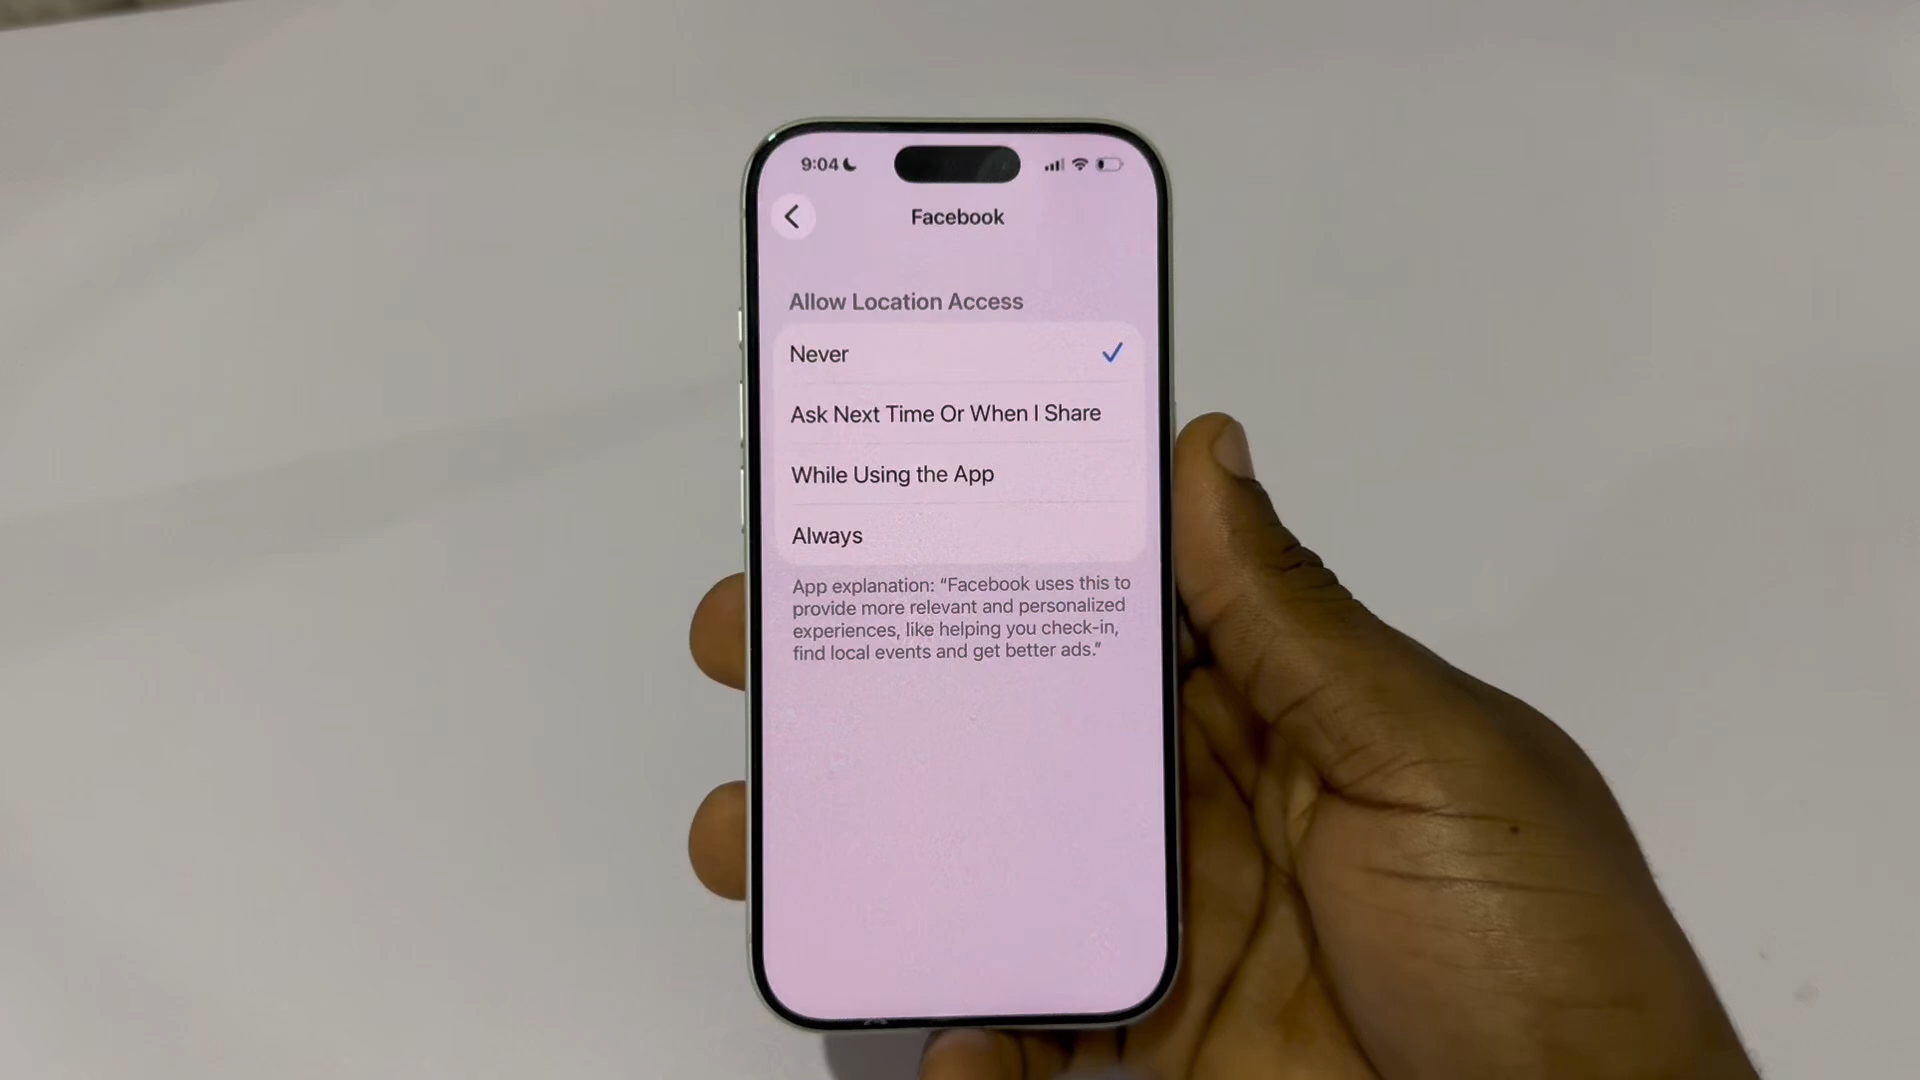 9:04
Facebook
Allow Location Access
Never
Ask Next Time Or When I Share
While Using the App
Always
App explanation: “Facebook uses this to
provide more relevant and personalized
experiences, like helping you check-in,
find local events and get better ads.”